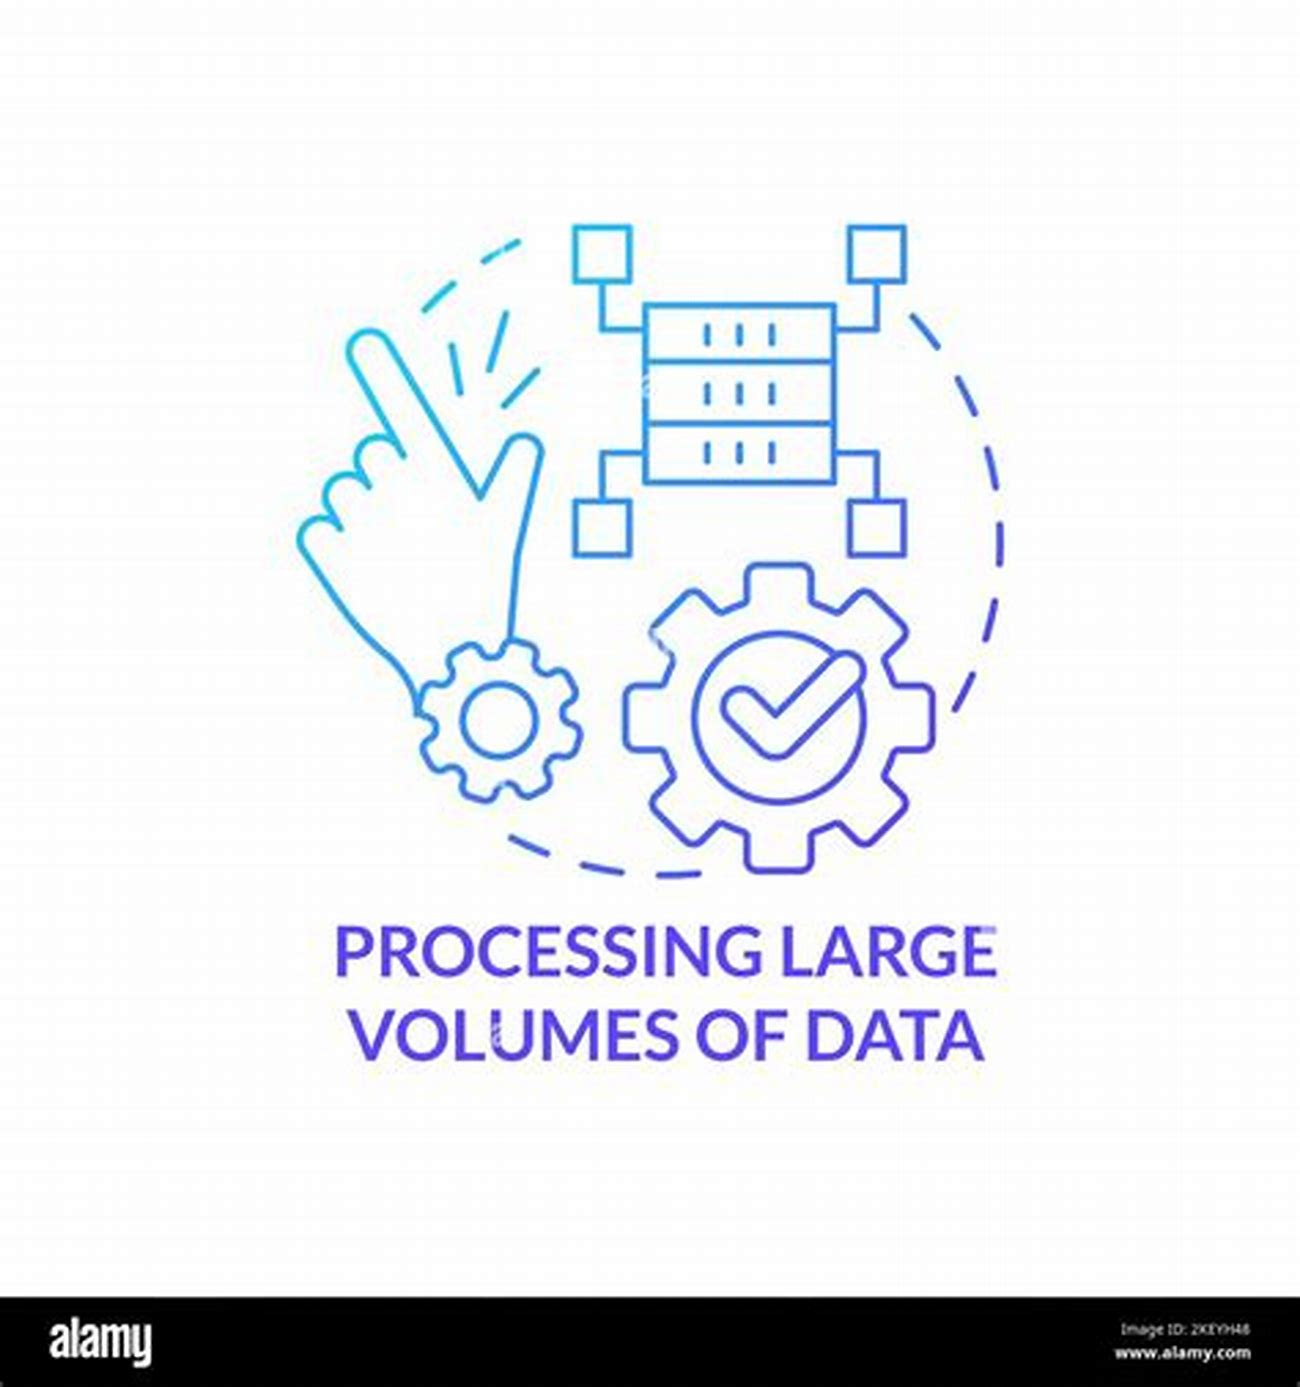 PROCESSING LARGE
VOLUMES OF DATA
alamy
Image ID: 2KEYH48
www.alamy.com